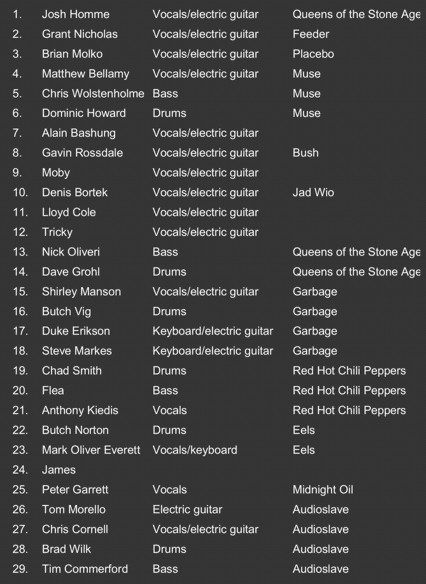 1. Josh Homme Vocals/electric guitar Queens of the Stone Age
2. Grant Nicholas Vocals/electric guitar Feeder
3. Brian Molko Vocals/electric guitar Placebo
4. Matthew Bellamy Vocals/electric guitar Muse
5. Chris Wolstenholme Bass Muse
6. Dominic Howard Drums Muse
7. Alain Bashung Vocals/electric guitar
8. Gavin Rossdale Vocals/electric guitar Bush
9. Moby Vocals/electric guitar
10. Denis Bortek Vocals/electric guitar Jad Wio
11. Lloyd Cole Vocals/electric guitar
12. Tricky Vocals/electric guitar
13. Nick Oliveri Bass Queens of the Stone Age
14. Dave Grohl Drums Queens of the Stone Age
15. Shirley Manson Vocals/electric guitar Garbage
16. Butch Vig Drums Garbage
17. Duke Erikson Keyboard/electric guitar Garbage
18. Steve Markes Keyboard/electric guitar Garbage
19. Chad Smith Drums Red Hot Chili Peppers
20. Flea Bass Red Hot Chili Peppers
21. Anthony Kiedis Vocals Red Hot Chili Peppers
22. Butch Norton Drums Eels
23. Mark Oliver Everett Vocals/keyboard Eels
24. James
25. Peter Garrett Vocals Midnight Oil
26. Tom Morello Electric guitar Audioslave
27. Chris Cornell Vocals/electric guitar Audioslave
28. Brad Wilk Drums Audioslave
29. Tim Commerford Bass Audioslave